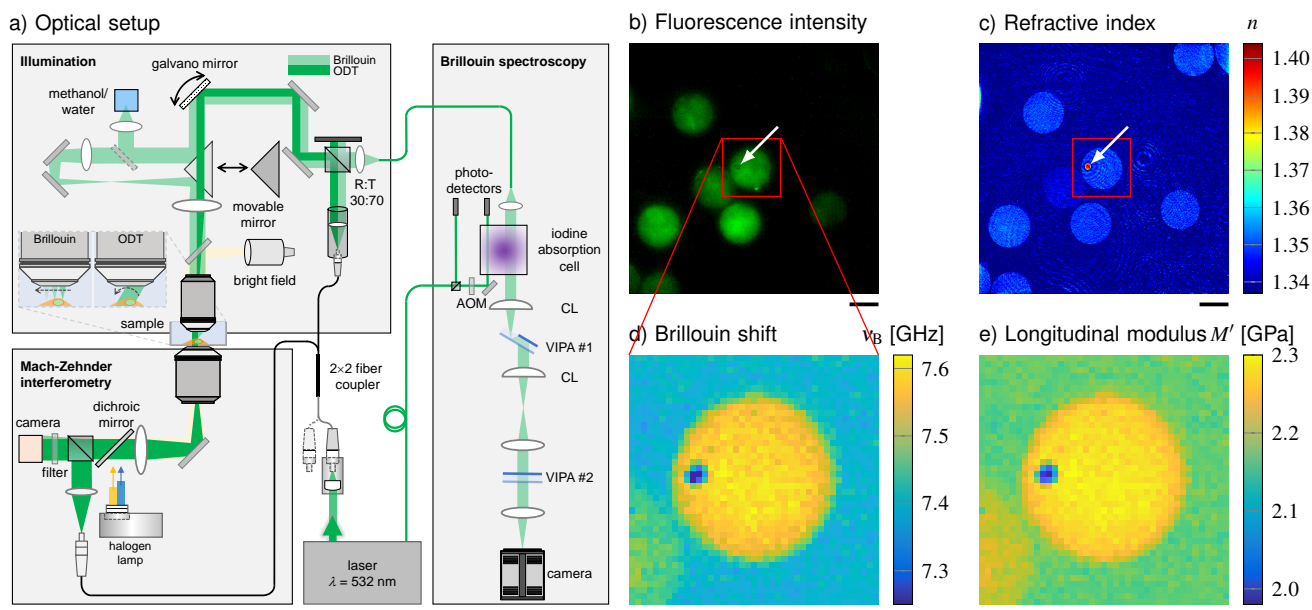 a) Optical setup
Illumination
Brillouin
ODT
galvano mirror
methanol/
water
R:T
30:70
movable
mirror
Brillouin
ODT
bright field
sample
Mach-Zehnder
interferometry
dichroic
mirror
camera
filter
halogen
lamp
2×2 fiber
coupler
laser
λ = 532 nm
Brillouin spectroscopy
photo-
detectors
iodine
absorption
cell
AOM
CL
VIPA #1
CL
VIPA #2
camera
b) Fluorescence intensity
c) Refractive index
n
1.40
1.39
1.38
1.37
1.36
1.35
1.34
d) Brillouin shift
νB [GHz]
7.6
7.5
7.4
7.3
e) Longitudinal modulus M′ [GPa]
2.3
2.2
2.1
2.0